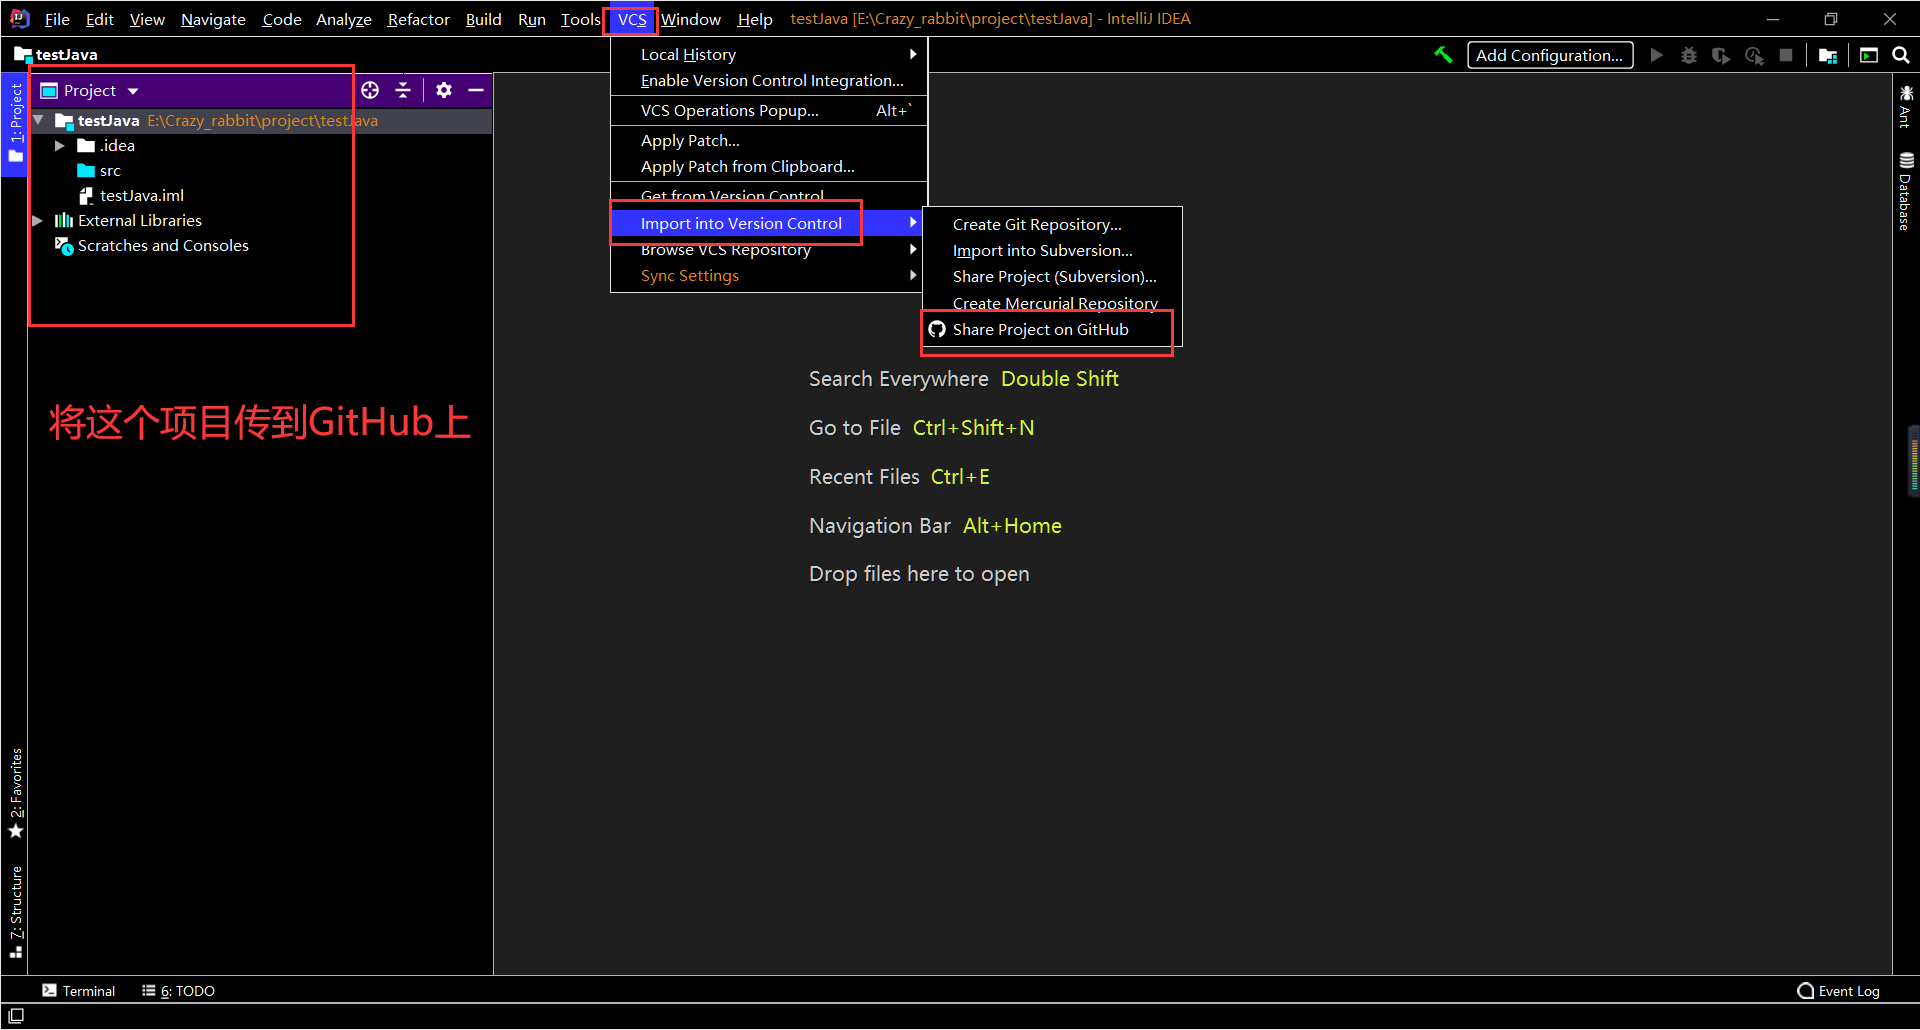 File Edit View Navigate Code Analyze Refactor Build Run Tools VCS Window Help testJava [E:\Crazy_rabbit\project\testJava] - IntelliJ IDEA
testJava
Add Configuration...
Project
1: Project
testJava E:\Crazy_rabbit\project\testJava
.idea
src
testJava.iml
External Libraries
Scratches and Consoles
Local History
Enable Version Control Integration...
VCS Operations Popup... Alt+`
Apply Patch...
Apply Patch from Clipboard...
Get from Version Control
Import into Version Control
Browse VCS Repository
Sync Settings
Create Git Repository...
Import into Subversion...
Share Project (Subversion)...
Create Mercurial Repository
Share Project on GitHub
Ant
Database
将这个项目传到GitHub上
Search Everywhere Double Shift
Go to File Ctrl+Shift+N
Recent Files Ctrl+E
Navigation Bar Alt+Home
Drop files here to open
2: Favorites
7: Structure
Terminal
6: TODO
Event Log